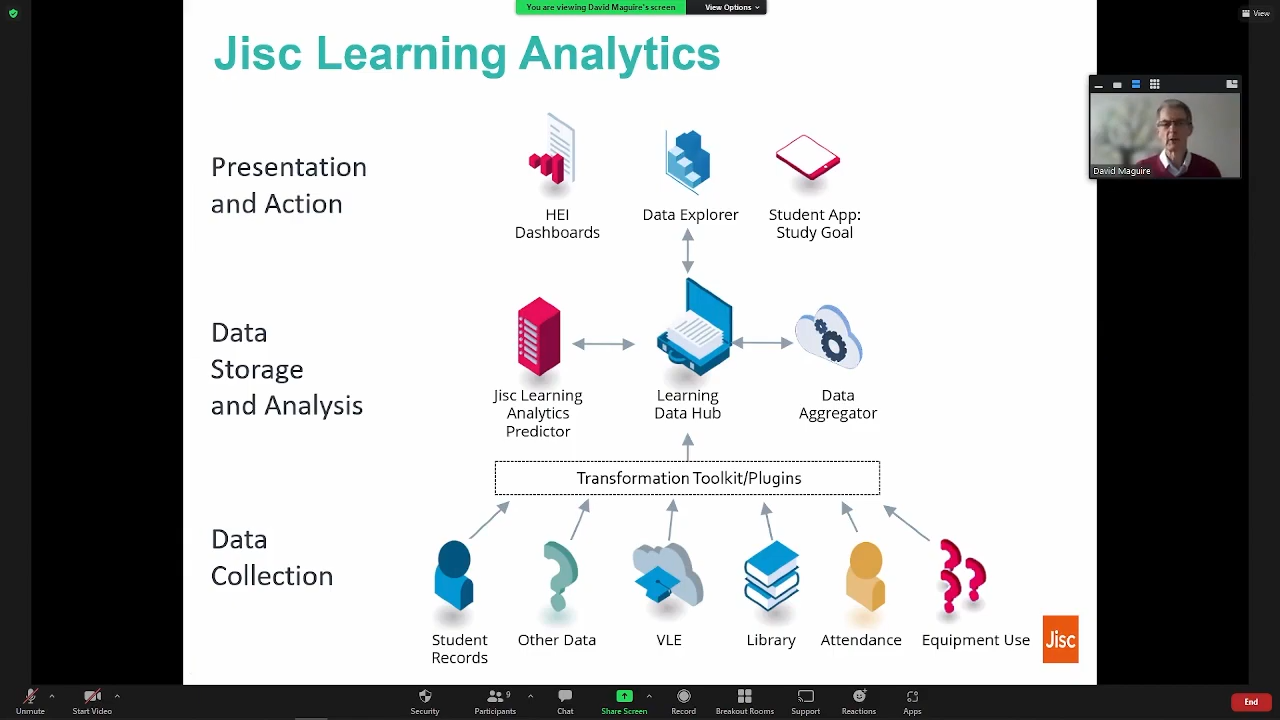 You are viewing David Maguire's screen
View Options
View
Jisc Learning Analytics
David Maguire
Presentation
and Action
HEI
Dashboards
Data Explorer
Student App:
Study Goal
Data
Storage
and Analysis
Jisc Learning
Analytics
Predictor
Learning
Data Hub
Data
Aggregator
Transformation Toolkit/Plugins
Data
Collection
Student
Records
Other Data
VLE
Library
Attendance
Equipment Use
Jisc
Unmute
Start Video
Security
Participants
9
Chat
Share Screen
Record
Breakout Rooms
Support
Reactions
Apps
End